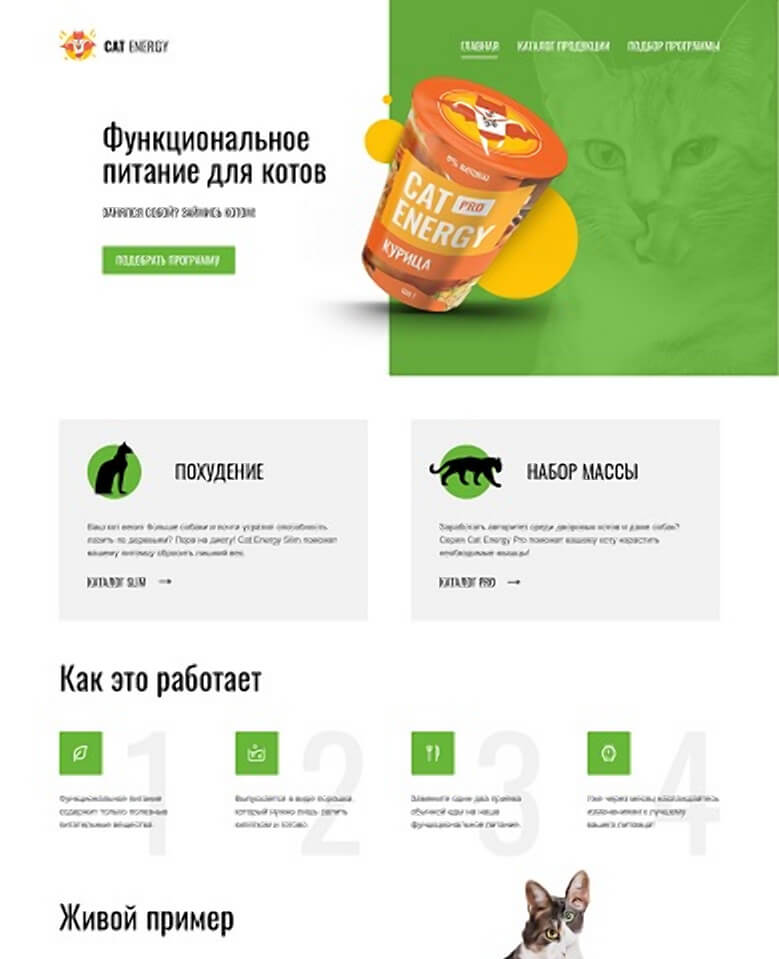 CAT ENERGY
ГЛАВНАЯ КАТАЛОГ ПРОДУКЦИИ ПОДБОР ПРОГРАММЫ
Функциональное
питание для котов
ЗАНЯЛСЯ СОБОЙ? ЗАЙМИСЬ КОТОМ!
ПОДОБРАТЬ ПРОГРАММУ
CAT PRO
ENERGY
КУРИЦА
ПОХУДЕНИЕ
Ваш кот весит больше собаки и почти утратил способность
лазить по деревьям? Пора на диету! Cat Energy Slim поможет
вашему питомцу сбросить лишний вес.
КАТАЛОГ SLIM
НАБОР МАССЫ
Заработать авторитет среди дворовых котов и даже собак?
Серия Cat Energy Pro поможет вашему коту нарастить
необходимые мышцы!
КАТАЛОГ PRO
Как это работает
1
Функциональное питание
содержит только полезные
питательные вещества.
2
Выпускается в виде порошка,
который нужно лишь залить
кипятком и готово.
3
Замените один-два приема
обычной еды на наше
функциональное питание.
4
Уже через месяц наслаждайтесь
изменениями к лучшему
вашего питомца!
Живой пример